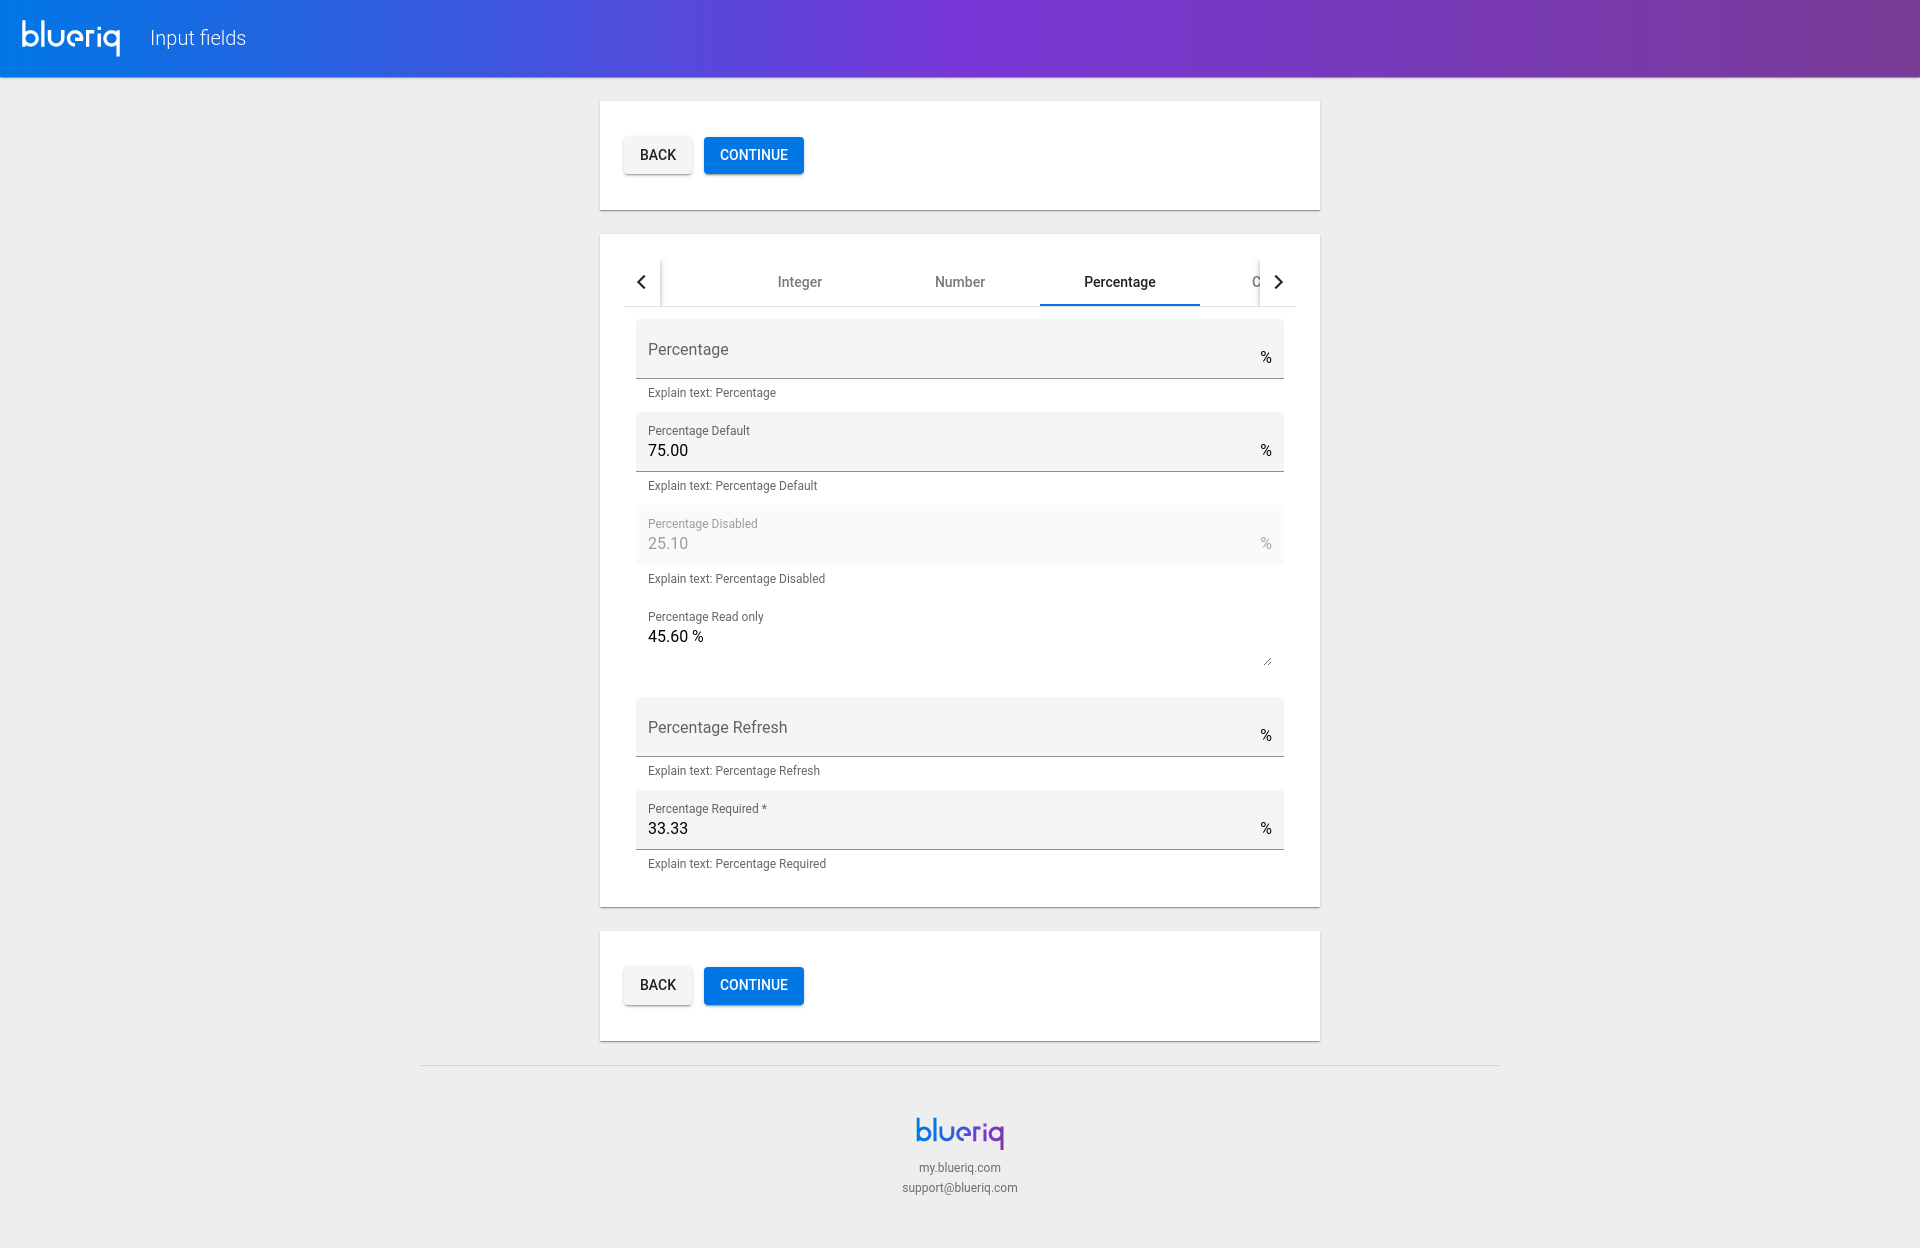 blueriq Input fields
BACK CONTINUE
Integer Number Percentage C
Percentage %
Explain text: Percentage
Percentage Default
75.00 %
Explain text: Percentage Default
Percentage Disabled
25.10 %
Explain text: Percentage Disabled
Percentage Read only
45.60 %
Percentage Refresh %
Explain text: Percentage Refresh
Percentage Required *
33.33 %
Explain text: Percentage Required
BACK CONTINUE
blueriq
my.blueriq.com
support@blueriq.com